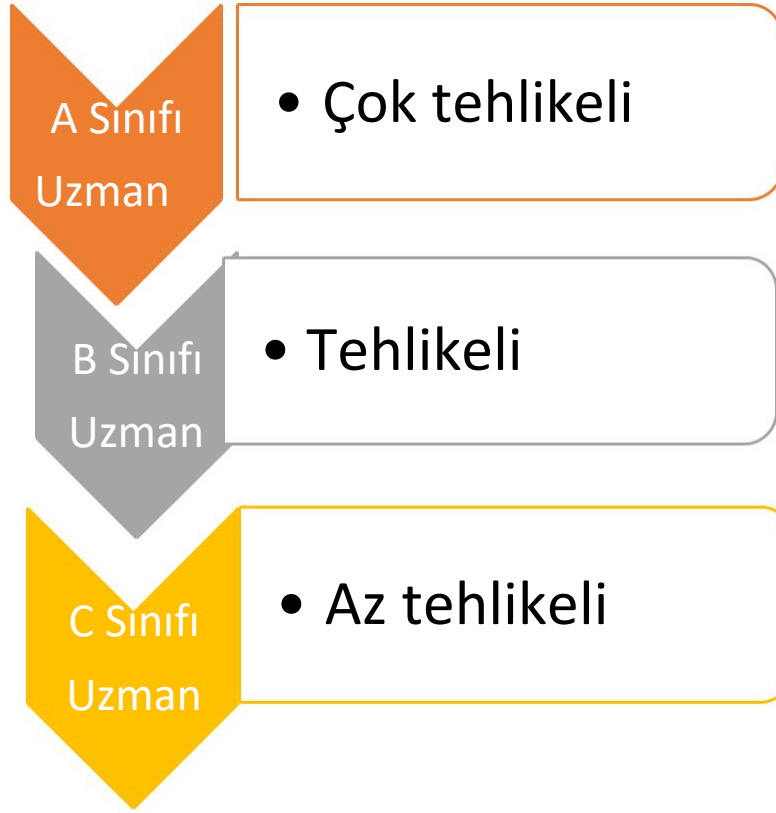 A Sınıfı
Uzman
• Çok tehlikeli
B Sınıfı
Uzman
• Tehlikeli
C Sınıfı
Uzman
• Az tehlikeli